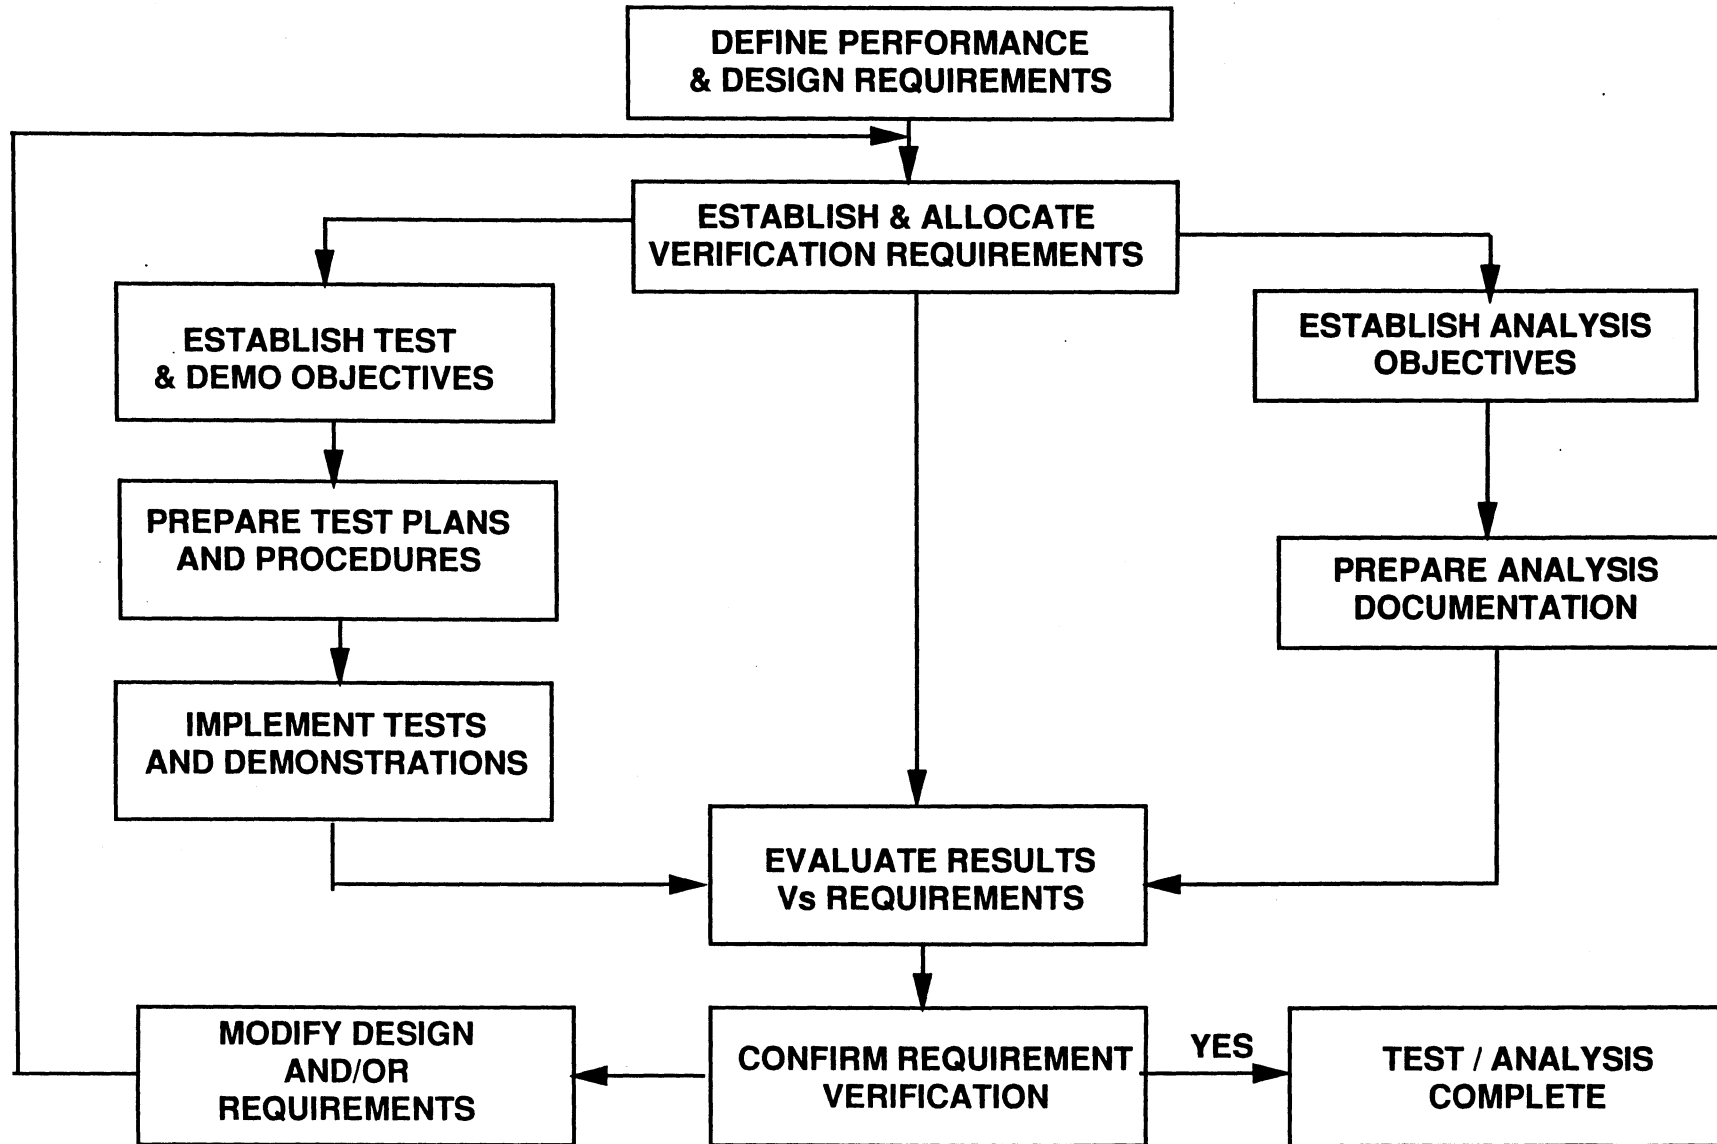 DEFINE PERFORMANCE
& DESIGN REQUIREMENTS
ESTABLISH & ALLOCATE
VERIFICATION REQUIREMENTS
ESTABLISH TEST
& DEMO OBJECTIVES
ESTABLISH ANALYSIS
OBJECTIVES
PREPARE TEST PLANS
AND PROCEDURES
PREPARE ANALYSIS
DOCUMENTATION
IMPLEMENT TESTS
AND DEMONSTRATIONS
EVALUATE RESULTS
Vs REQUIREMENTS
MODIFY DESIGN
AND/OR
REQUIREMENTS
CONFIRM REQUIREMENT
VERIFICATION
YES
TEST / ANALYSIS
COMPLETE